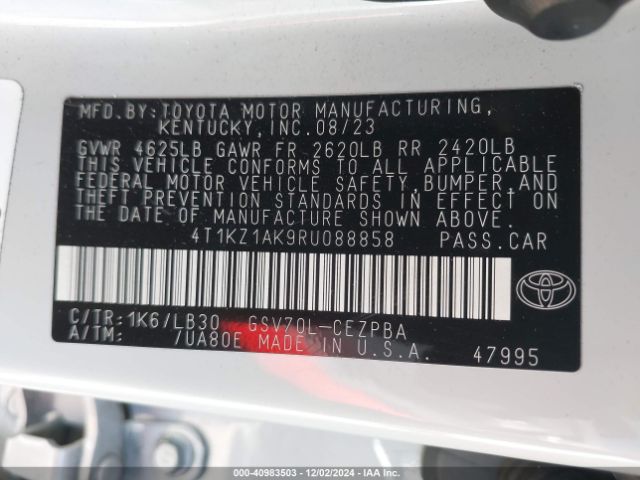 MFD.BY:TOYOTA MOTOR MANUFACTURING,
KENTUCKY,INC.08/23
GVWR 4625LB GAWR FR 2620LB RR 2420LB
THIS VEHICLE CONFORMS TO ALL APPLICABLE
FEDERAL MOTOR VEHICLE SAFETY,BUMPER,AND
THEFT PREVENTION STANDARDS IN EFFECT ON
THE DATE OF MANUFACTURE SHOWN ABOVE.
4T1KZ1AK9RU088858 PASS.CAR
C/TR:1K6/LB30 GSV70L-CEZPBA
A/TM: 7UA80E MADE IN U.S.A. 47995
TOYOTA
000-40983503 - 12/02/2024 - IAA Inc.